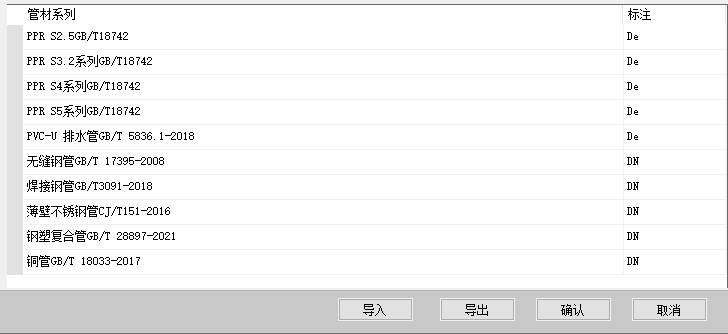 管材系列 标注
PPR S2.5GB/T18742 De
PPR S3.2系列GB/T18742 De
PPR S4系列GB/T18742 De
PPR S5系列GB/T18742 De
PVC-U 排水管GB/T 5836.1-2018 De
无缝钢管GB/T 17395-2008 DN
焊接钢管GB/T3091-2018 DN
薄壁不锈钢管CJ/T151-2016 DN
钢塑复合管GB/T 28897-2021 DN
铜管GB/T 18033-2017 DN
导入 导出 确认 取消